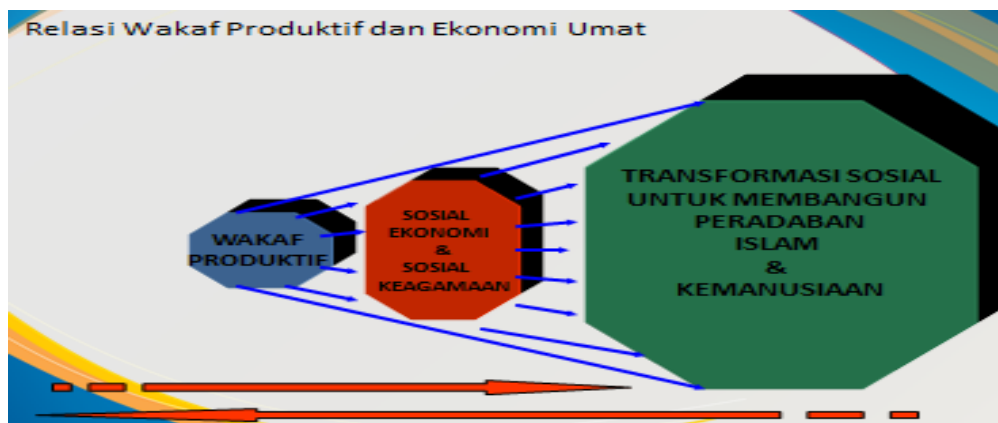 Relasi Wakaf Produktif dan Ekonomi Umat
WAKAF
PRODUKTIF
SOSIAL
EKONOMI
&
SOSIAL
KEAGAMAAN
TRANSFORMASI SOSIAL
UNTUK MEMBANGUN
PERADABAN
ISLAM
&
KEMANUSIAAN